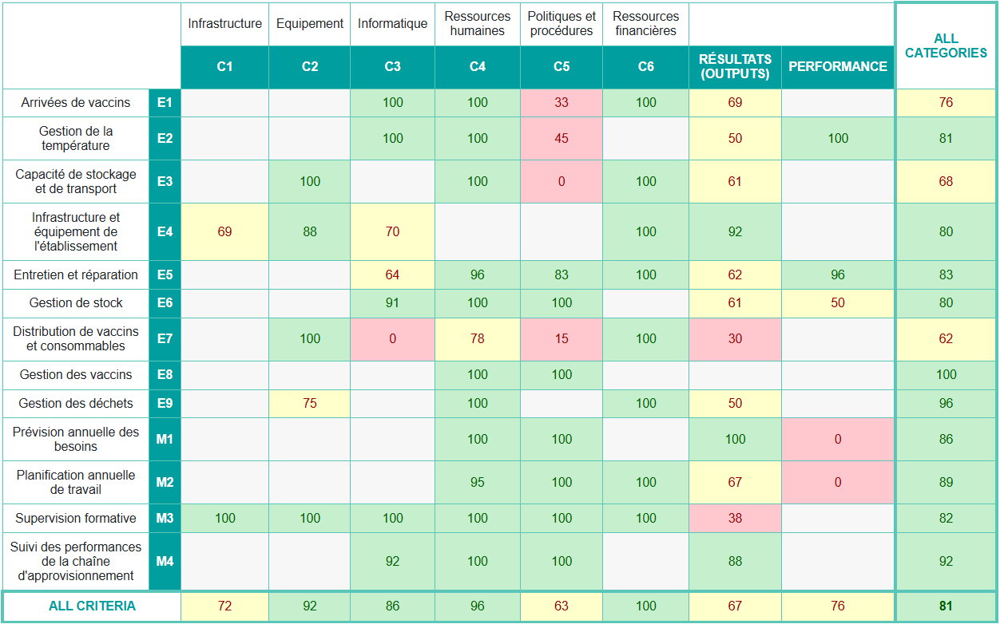 Infrastructure Equipement Informatique Ressources humaines Politiques et procédures Ressources financières
C1 C2 C3 C4 C5 C6 RÉSULTATS (OUTPUTS) PERFORMANCE ALL CATEGORIES
Arrivées de vaccins E1 100 100 33 100 69 76
Gestion de la température E2 100 100 45 50 100 81
Capacité de stockage et de transport E3 100 100 0 100 61 68
Infrastructure et équipement de l'établissement E4 69 88 70 100 92 80
Entretien et réparation E5 64 96 83 100 62 96 83
Gestion de stock E6 91 100 100 61 50 80
Distribution de vaccins et consommables E7 100 0 78 15 100 30 62
Gestion des vaccins E8 100 100 100
Gestion des déchets E9 75 100 100 50 96
Prévision annuelle des besoins M1 100 100 100 0 86
Planification annuelle de travail M2 95 100 100 67 0 89
Supervision formative M3 100 100 100 100 100 100 38 82
Suivi des performances de la chaîne d'approvisionnement M4 92 100 100 88 92
ALL CRITERIA 72 92 86 96 63 100 67 76 81